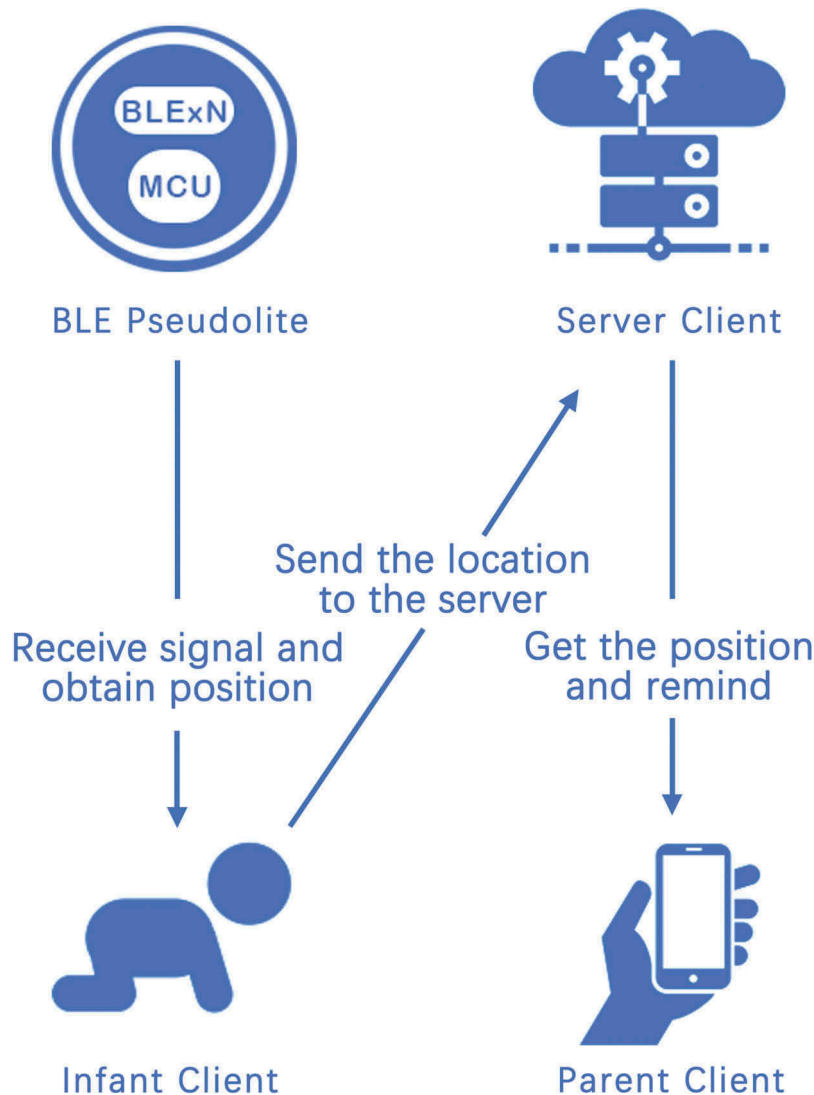 BLExN
MCU
BLE Pseudolite
Server Client
Send the location
to the server
Receive signal and
obtain position
Get the position
and remind
Infant Client
Parent Client